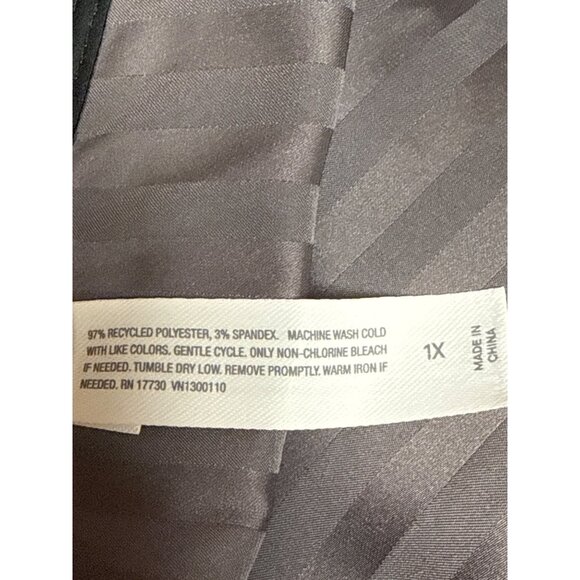 97% RECYCLED POLYESTER, 3% SPANDEX. MACHINE WASH COLD
WITH LIKE COLORS. GENTLE CYCLE. ONLY NON-CHLORINE BLEACH
IF NEEDED. TUMBLE DRY LOW. REMOVE PROMPTLY. WARM IRON IF
NEEDED. RN 17730 VN1300110
1X
MADE IN
CHINA